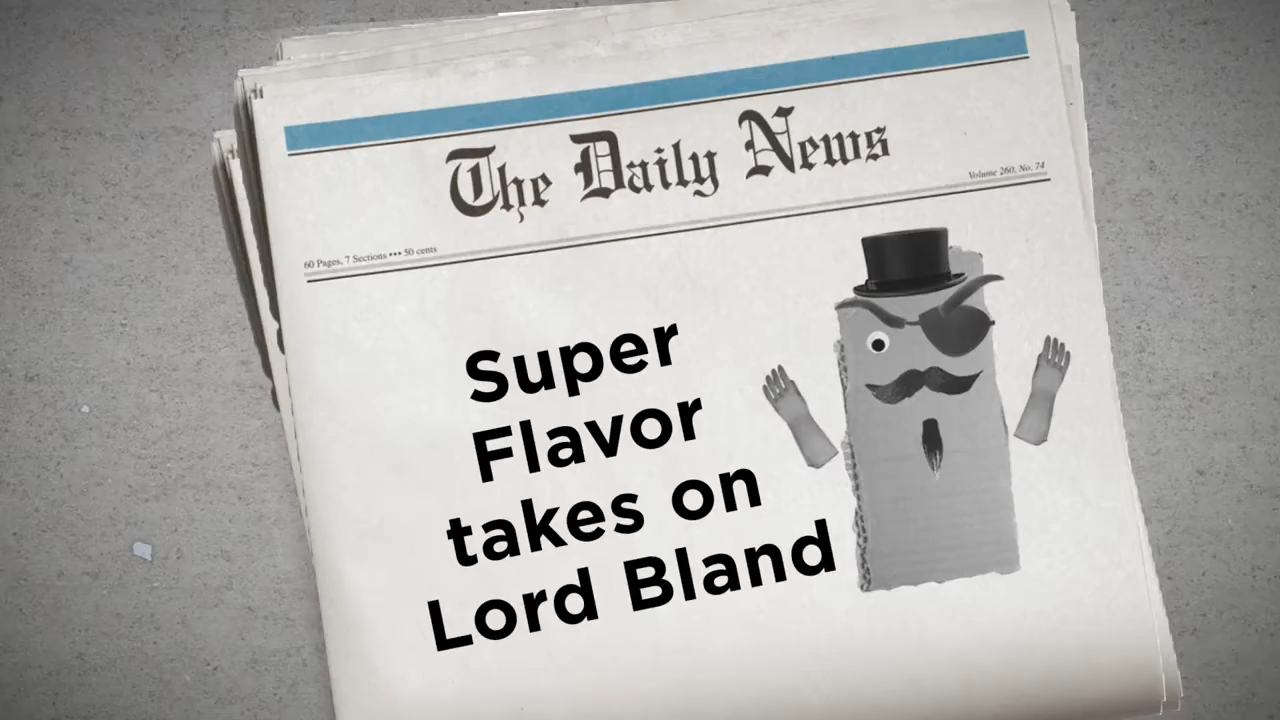 The Daily News
Volume 260, No. 74
60 Pages, 7 Sections ••• 50 cents
Super
Flavor
takes on
Lord Bland